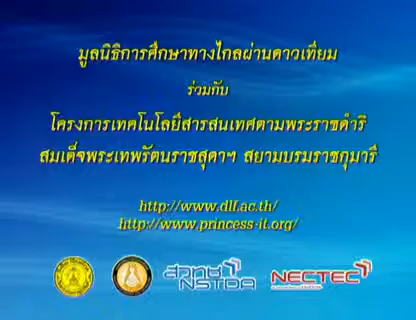 มูลนิธิการศึกษาทางไกลผ่านดาวเทียม
ร่วมกับ
โครงการเทคโนโลยีสารสนเทศตามพระราชดำริ
สมเด็จพระเทพรัตนราชสุดาฯ สยามบรมราชกุมารี
http://www.dlf.ac.th/
http://www.princess-it.org/
สวทช NECTEC
NSTDA